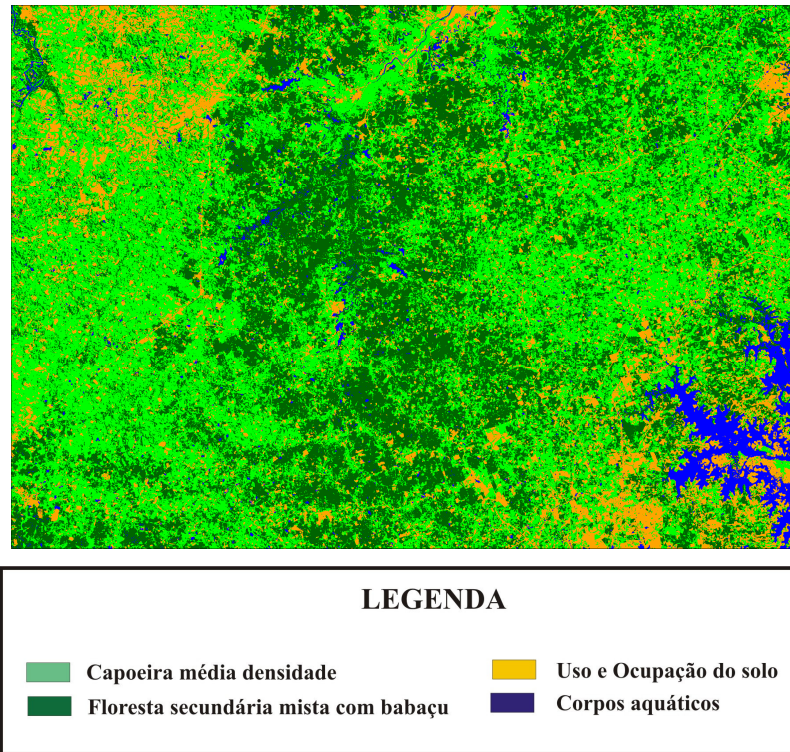 LEGENDA
Capoeira média densidade
Uso e Ocupação do solo
Floresta secundária mista com babaçu
Corpos aquáticos